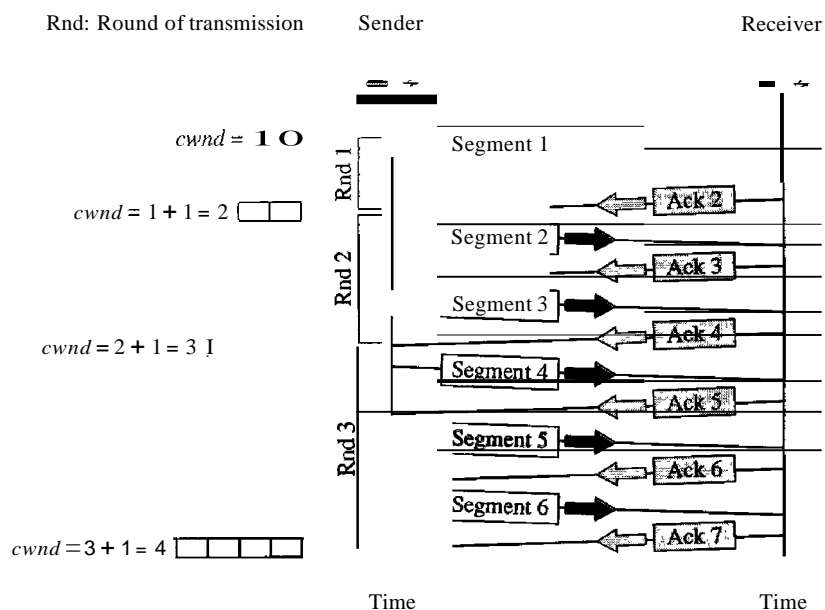 Rnd: Round of transmission Sender Receiver
cwnd = 1 0
Rnd 1
Segment 1
Ack 2
cwnd = 1 + 1 = 2
Rnd 2
Segment 2
Ack 3
Segment 3
Ack 4
cwnd = 2 + 1 = 3 I
Rnd 3
Segment 4
Ack 5
Segment 5
Ack 6
Segment 6
Ack 7
cwnd = 3 + 1 = 4
Time Time